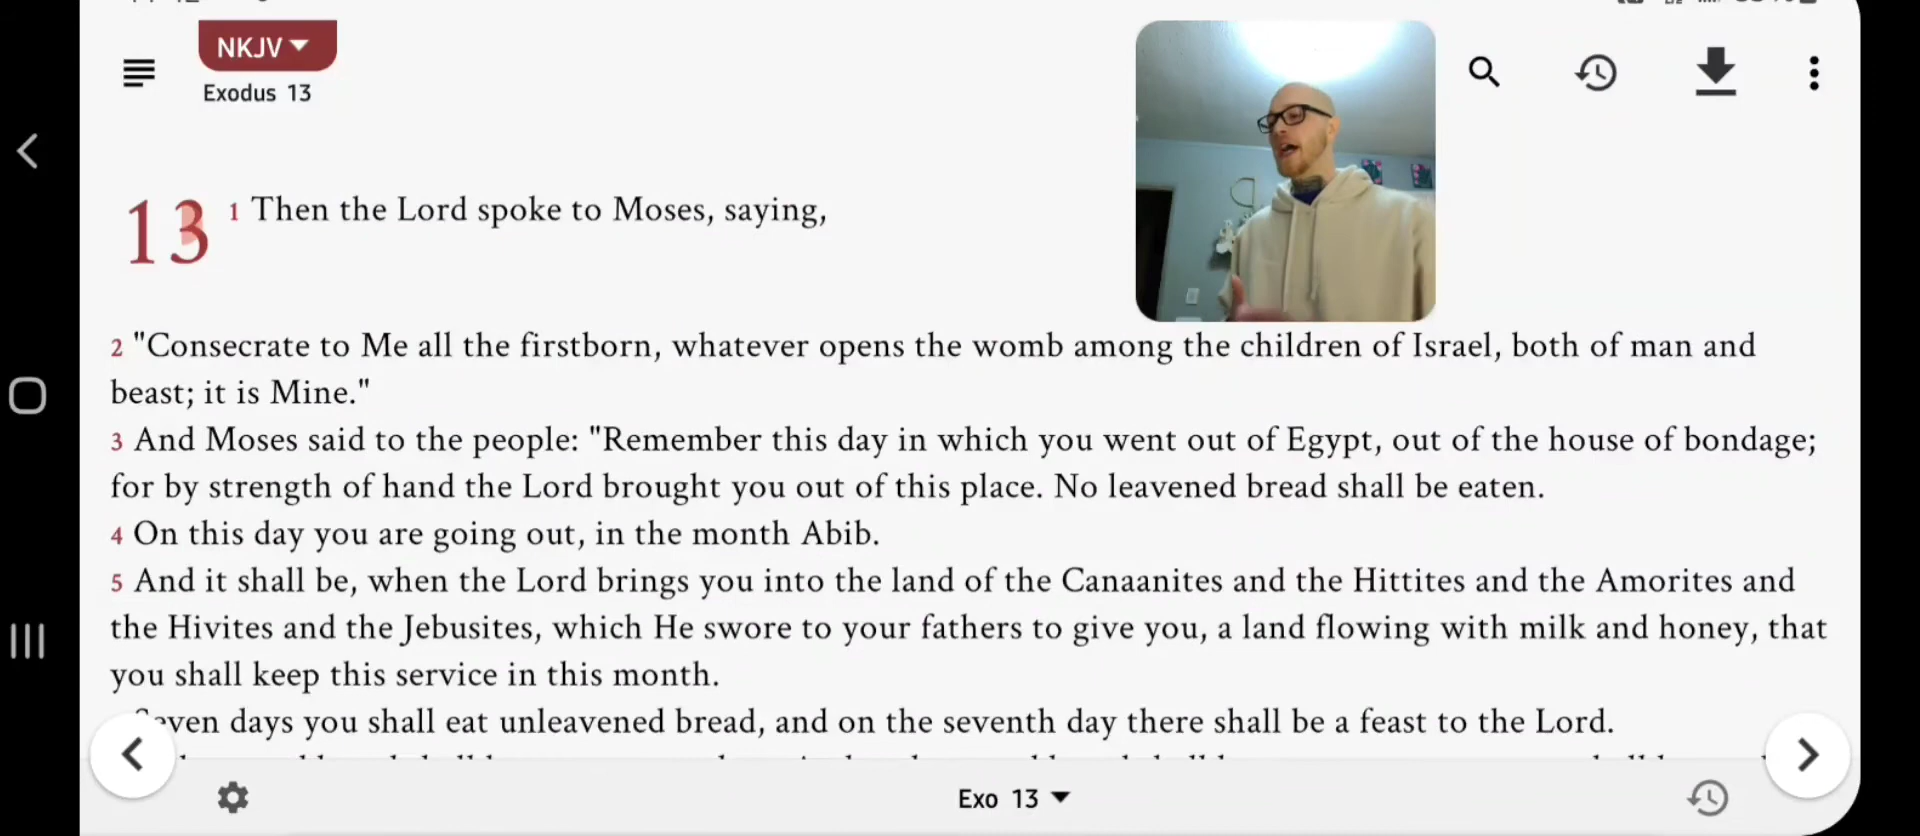 NKJV
Exodus 13
13 1 Then the Lord spoke to Moses, saying,
2 "Consecrate to Me all the firstborn, whatever opens the womb among the children of Israel, both of man and
beast; it is Mine."
3 And Moses said to the people: "Remember this day in which you went out of Egypt, out of the house of bondage;
for by strength of hand the Lord brought you out of this place. No leavened bread shall be eaten.
4 On this day you are going out, in the month Abib.
5 And it shall be, when the Lord brings you into the land of the Canaanites and the Hittites and the Amorites and
the Hivites and the Jebusites, which He swore to your fathers to give you, a land flowing with milk and honey, that
you shall keep this service in this month.
Seven days you shall eat unleavened bread, and on the seventh day there shall be a feast to the Lord.
Exo 13